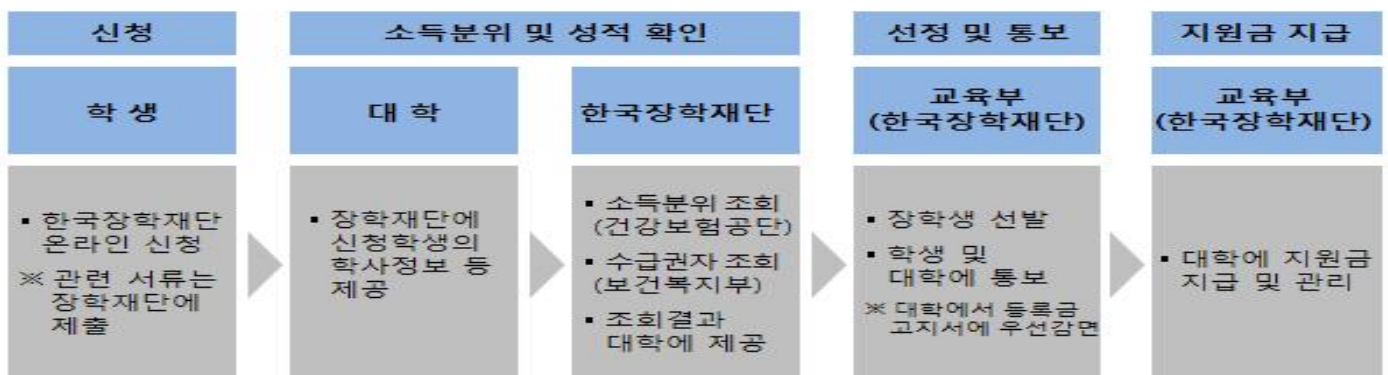 신청
소득분위 및 성적 확인
선정 및 통보
지원금 지급
학 생
대 학
한국장학재단
교육부
(한국장학재단)
교육부
(한국장학재단)
▪ 한국장학재단
온라인 신청
※ 관련 서류는
장학재단에
제출
▪ 장학재단에
신청학생의
학사정보 등
제공
▪ 소득분위 조회
(건강보험공단)
▪ 수급권자 조회
(보건복지부)
▪ 조회결과
대학에 제공
▪ 장학생 선발
▪ 학생 및
대학에 통보
※ 대학에서 등록금
고지서에 우선감면
▪ 대학에 지원금
지급 및 관리